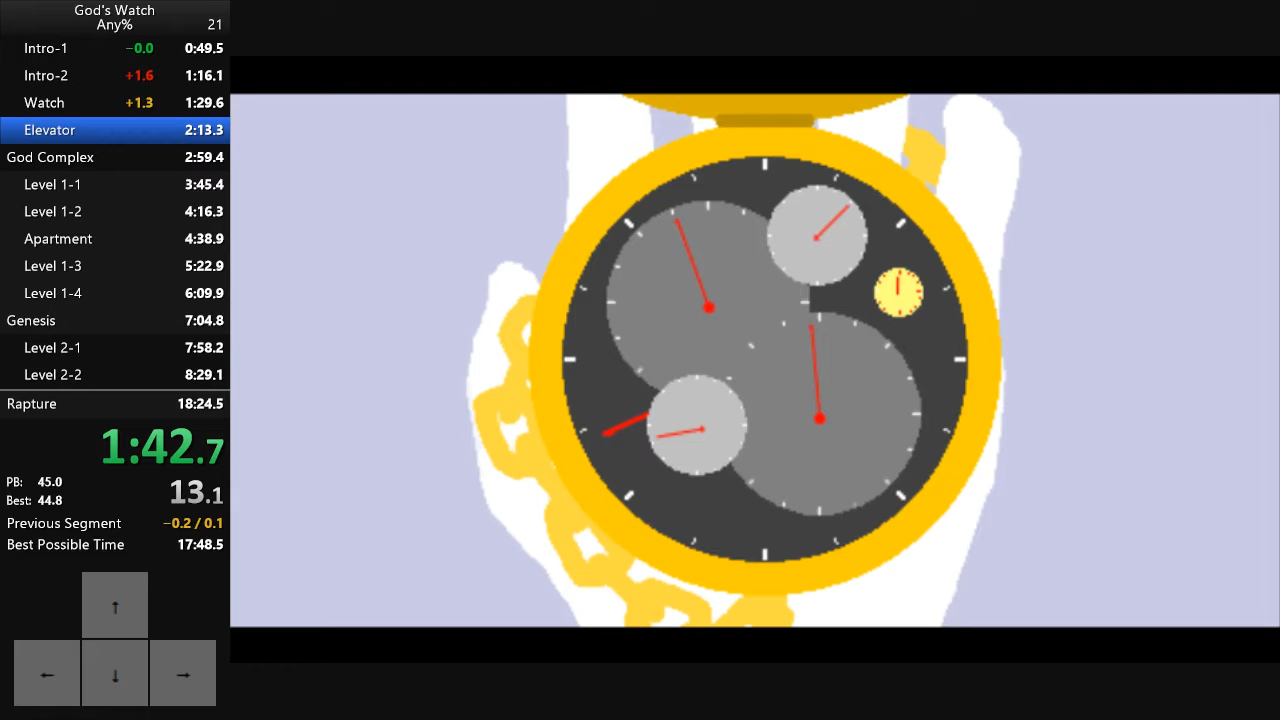 God's Watch
Any% 21
Intro-1 −0.0 0:49.5
Intro-2 +1.6 1:16.1
Watch +1.3 1:29.6
Elevator 2:13.3
God Complex 2:59.4
Level 1-1 3:45.4
Level 1-2 4:16.3
Apartment 4:38.9
Level 1-3 5:22.9
Level 1-4 6:09.9
Genesis 7:04.8
Level 2-1 7:58.2
Level 2-2 8:29.1
Rapture 18:24.5
1:42.7
PB: 45.0 13.1
Best: 44.8
Previous Segment −0.2 / 0.1
Best Possible Time 17:48.5
↑
← ↓ →